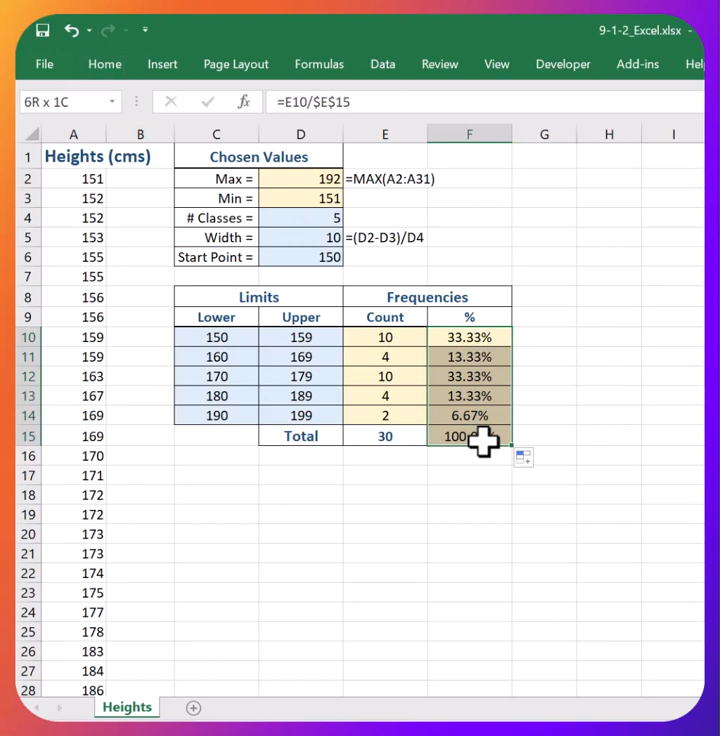 9-1-2_Excel.xlsx -
File Home Insert Page Layout Formulas Data Review View Developer Add-ins
6R x 1C fx =E10/$E$15
A B C D E F G H I
1 Heights (cms) Chosen Values
2 151 Max = 192 =MAX(A2:A31)
3 152 Min = 151
4 152 # Classes = 5
5 153 Width = 10 =(D2-D3)/D4
6 155 Start Point = 150
7 155
8 156 Limits Frequencies
9 156 Lower Upper Count %
10 159 150 159 10 33.33%
11 159 160 169 4 13.33%
12 163 170 179 10 33.33%
13 167 180 189 4 13.33%
14 169 190 199 2 6.67%
15 169 Total 30
16 170
17 171
18 172
19 172
20 173
21 173
22 174
23 175
24 177
25 178
26 183
27 184
28 186
Heights